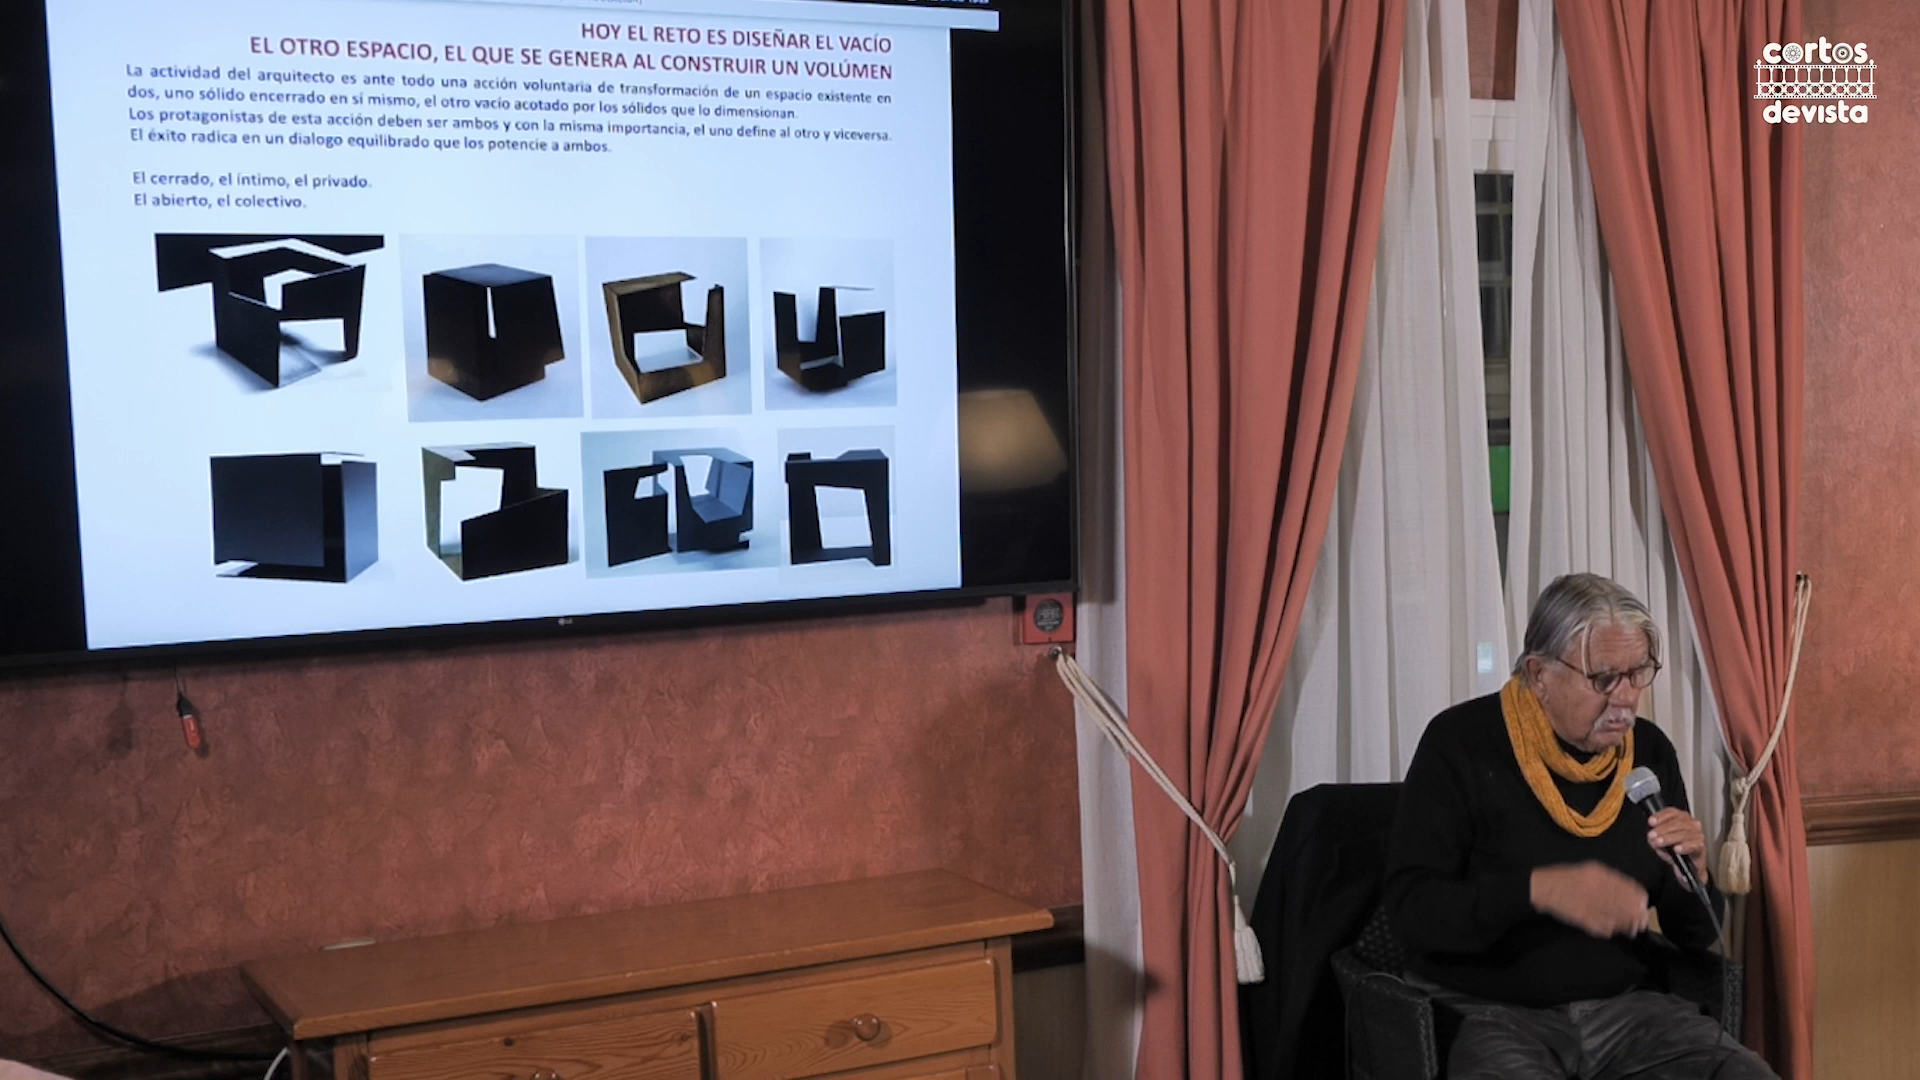 HOY EL RETO ES DISEÑAR EL VACÍO
EL OTRO ESPACIO, EL QUE SE GENERA AL CONSTRUIR UN VOLÚMEN
La actividad del arquitecto es ante todo una acción voluntaria de transformación de un espacio existente en
dos, uno sólido encerrado en sí mismo, el otro vacío acotado por los sólidos que lo dimensionan.
Los protagonistas de esta acción deben ser ambos y con la misma importancia, el uno define al otro y viceversa.
El éxito radica en un dialogo equilibrado que los potencie a ambos.
El cerrado, el íntimo, el privado.
El abierto, el colectivo.
cortos
devista
LG